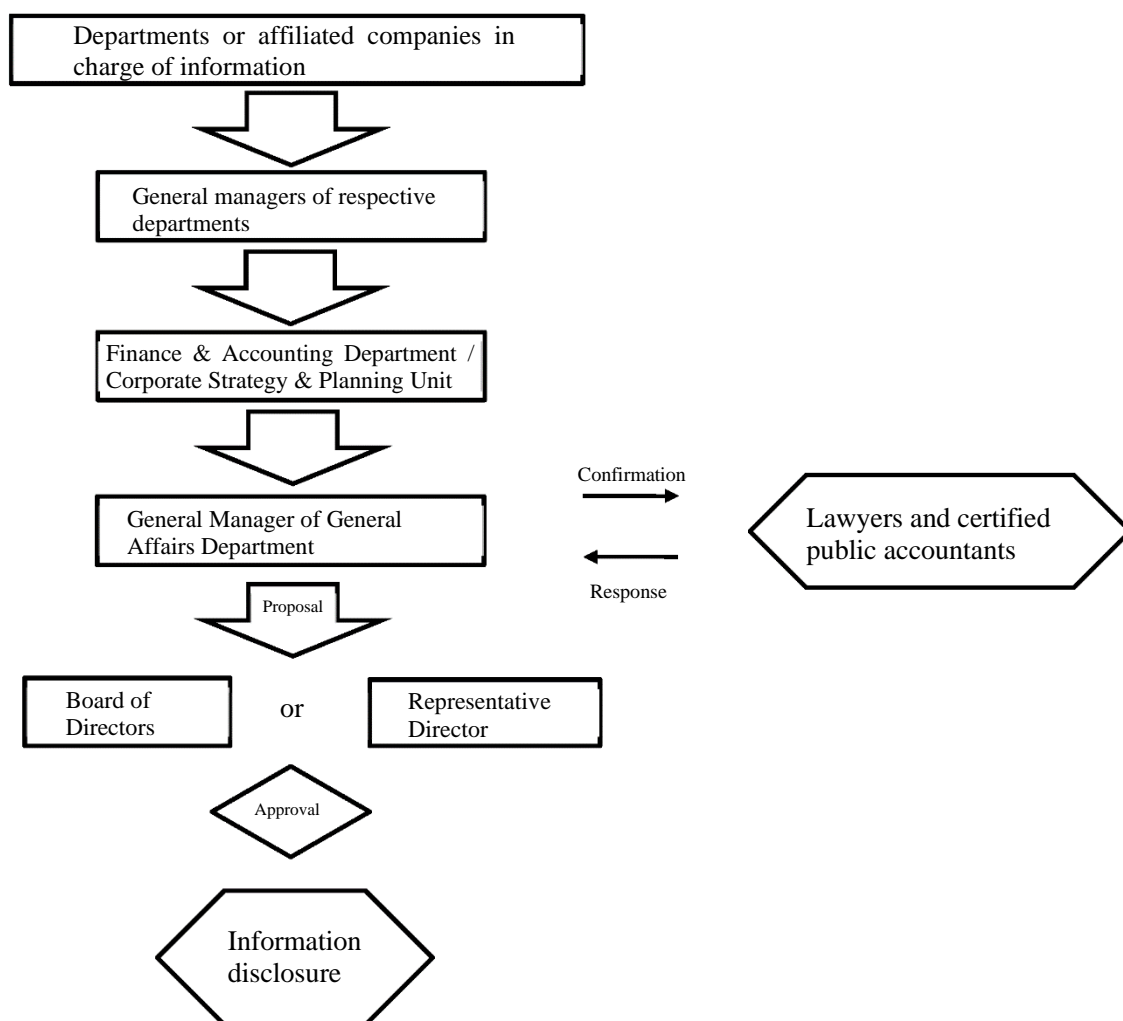 Departments or affiliated companies in
charge of information
General managers of respective
departments
Finance & Accounting Department /
Corporate Strategy & Planning Unit
General Manager of General
Affairs Department
Confirmation
Response
Lawyers and certified
public accountants
Proposal
Board of
Directors
or
Representative
Director
Approval
Information
disclosure